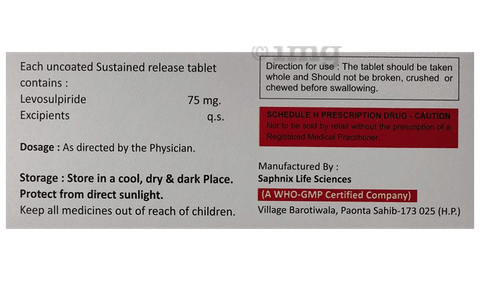 1mg
Each uncoated Sustained release tablet
contains :
Levosulpiride 75 mg.
Excipients q.s.
Dosage : As directed by the Physician.
Storage : Store in a cool, dry & dark Place.
Protect from direct sunlight.
Keep all medicines out of reach of children.
Direction for use : The tablet should be taken
whole and Should not be broken, crushed or
chewed before swallowing.
SCHEDULE H PRESCRIPTION DRUG - CAUTION
Not to be sold by retail without the prescription of a
Registered Medical Practitioner.
Manufactured By :
Saphnix Life Sciences
(A WHO-GMP Certified Company)
Village Barotiwala, Paonta Sahib-173 025 (H.P.)